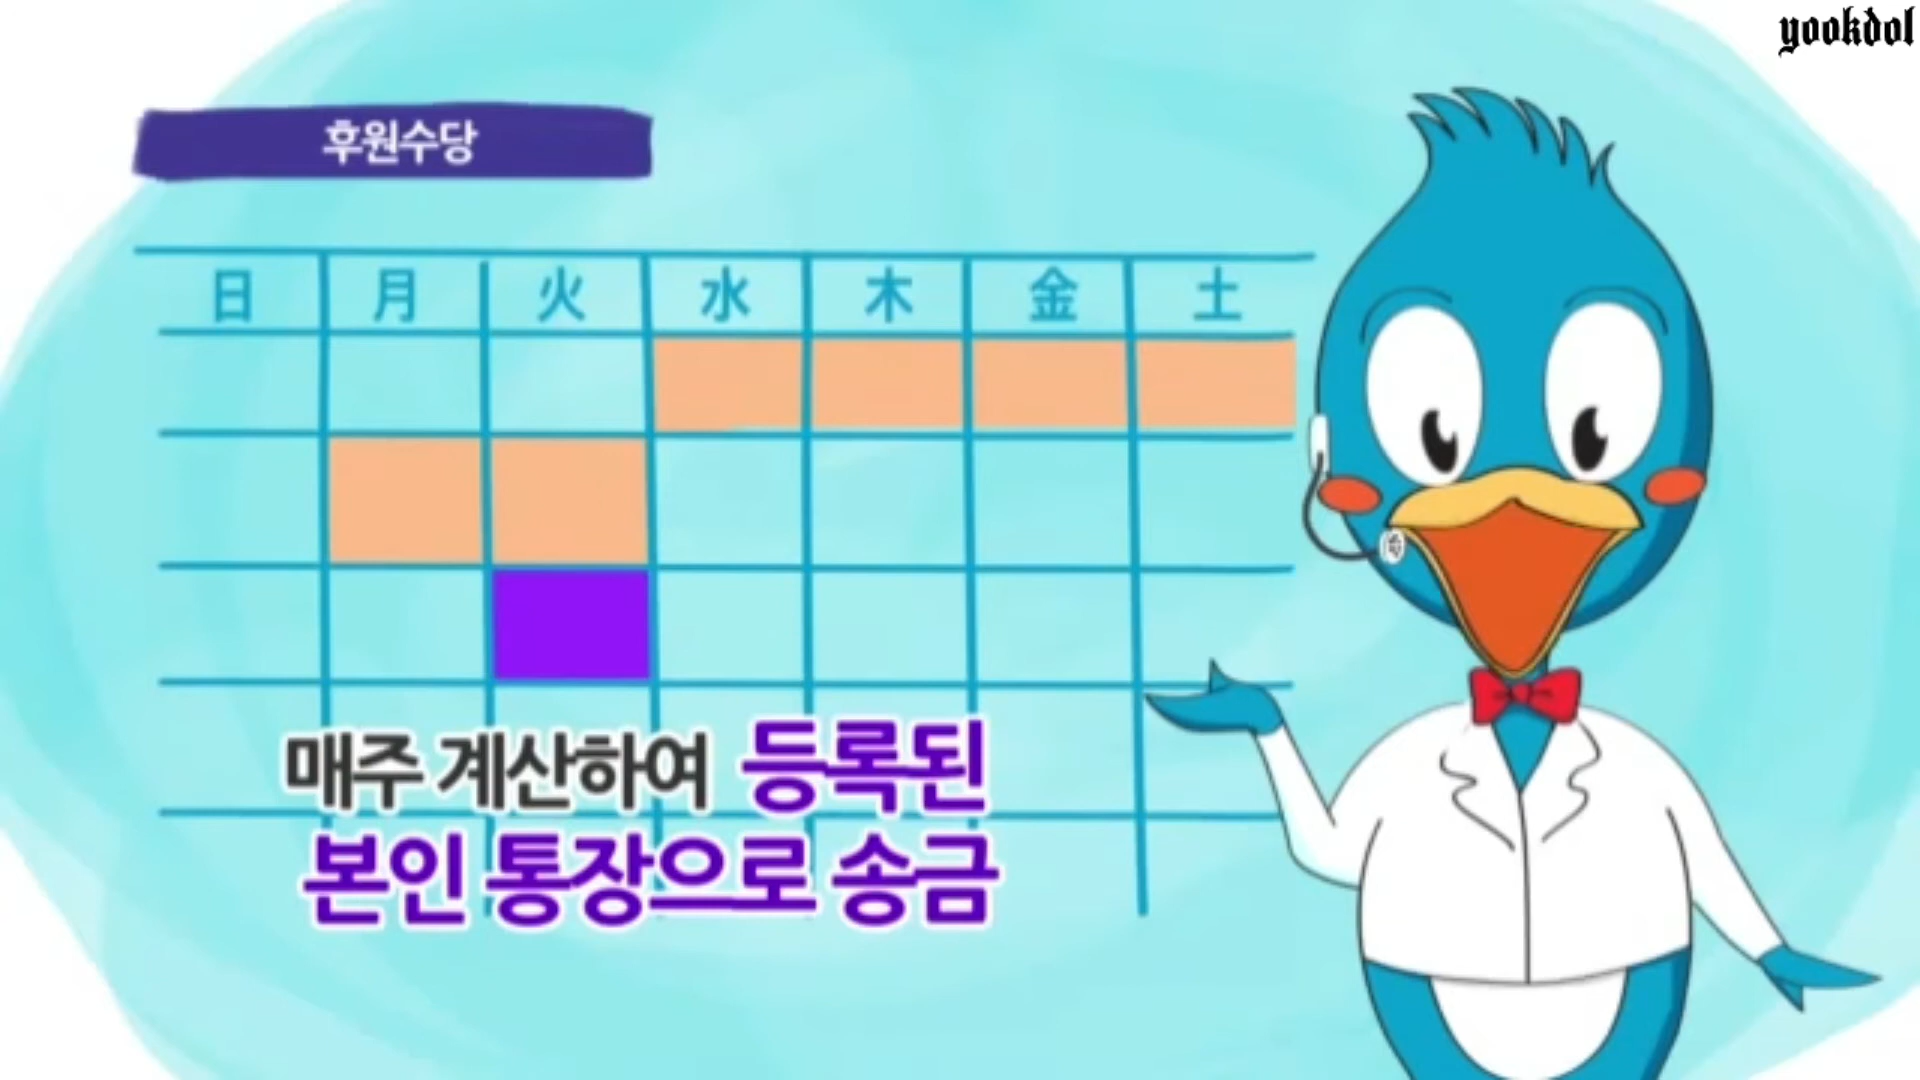 yookdol
후원수당
日 月 火 水 木 金 土
매주 계산하여 등록된
본인 통장으로 송금